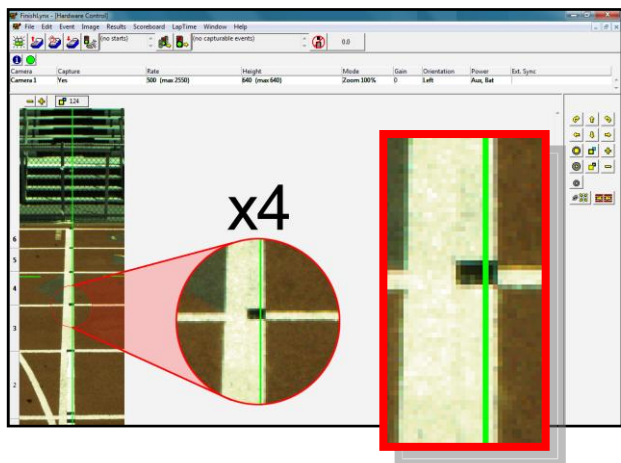 FinishLynx - [Hardware Control]
File Edit Event Image Results Scoreboard LapTime Window Help
(no starts) (no capturable events) 0.0
Camera Capture Rate Height Mode Gain Orientation Power Ext. Sync
Camera 1 Yes 500 (max 2550) 640 (max 640) Zoom 100% 0 Left Aux, Bat
124
x4
6
5
4
3
2